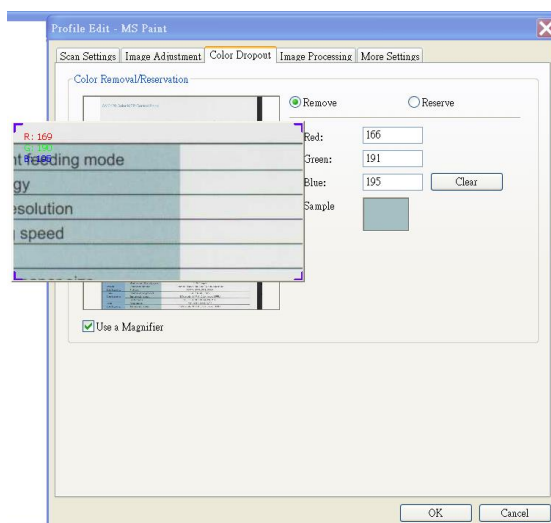 Profile Edit - MS Paint
Scan Settings Image Adjustment Color Dropout Image Processing More Settings
Color Removal/Reservation
Remove Reserve
R: 169
G: 190
B: 195
nt feeding mode
gy
esolution
speed
Red: 166
Green: 191
Blue: 195 Clear
Sample
Use a Magnifier
OK Cancel